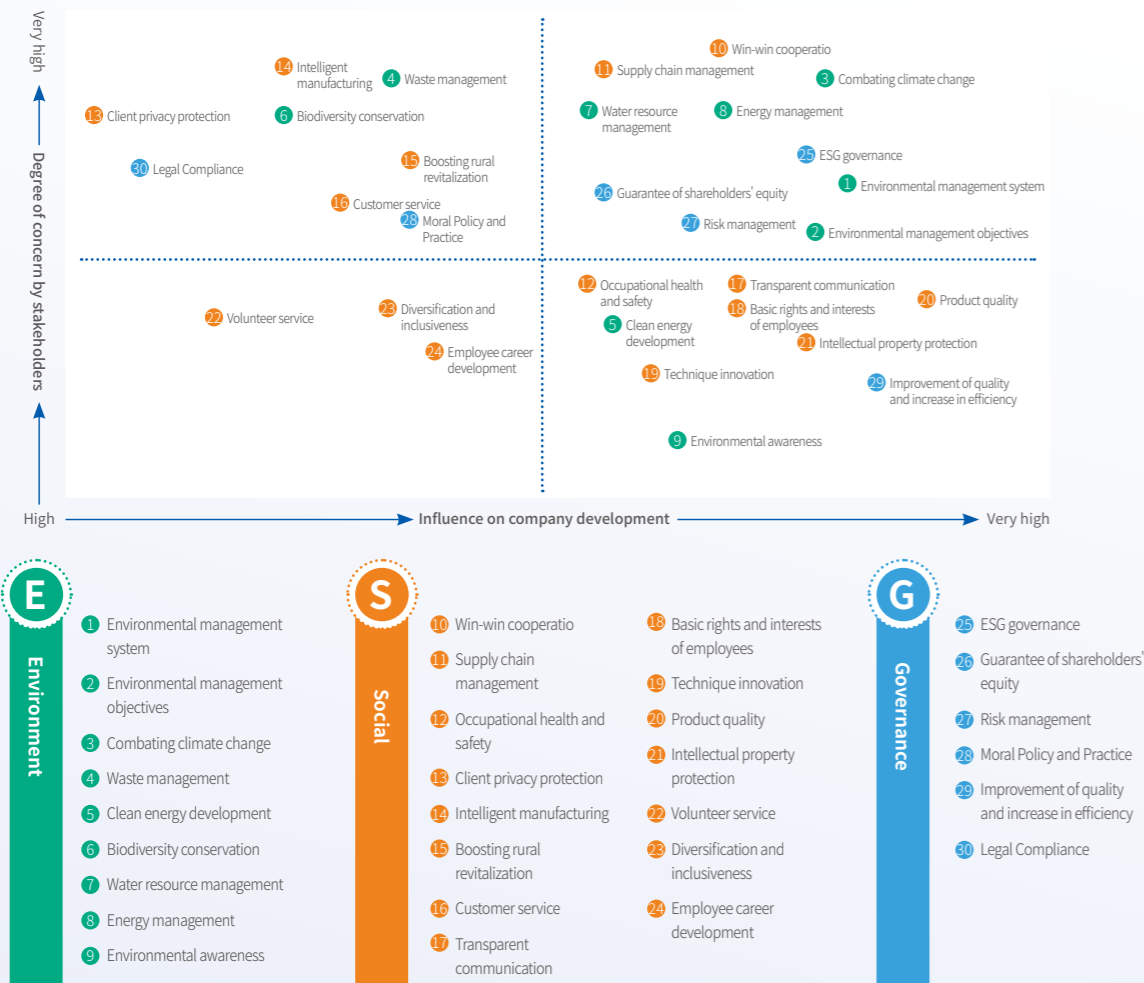 Very high
Degree of concern by stakeholders
High
Influence on company development
Very high
10 Win-win cooperatio
14 Intelligent
manufacturing
11 Supply chain management
4 Waste management
3 Combating climate change
13 Client privacy protection
6 Biodiversity conservation
7 Water resource
management
8 Energy management
30 Legal Compliance
15 Boosting rural
revitalization
25 ESG governance
1 Environmental management system
26 Guarantee of shareholders' equity
16 Customer service
28 Moral Policy and
Practice
27 Risk management
2 Environmental management objectives
12 Occupational health
and safety
17 Transparent communication
20 Product quality
22 Volunteer service
23 Diversification and
inclusiveness
18 Basic rights and interests
of employees
5 Clean energy
development
21 Intellectual property protection
24 Employee career
development
19 Technique innovation
29 Improvement of quality
and increase in efficiency
9 Environmental awareness
E
Environment
1 Environmental management
system
2 Environmental management
objectives
3 Combating climate change
4 Waste management
5 Clean energy development
6 Biodiversity conservation
7 Water resource management
8 Energy management
9 Environmental awareness
S
Social
10 Win-win cooperatio
11 Supply chain
management
12 Occupational health and
safety
13 Client privacy protection
14 Intelligent manufacturing
15 Boosting rural
revitalization
16 Customer service
17 Transparent
communication
18 Basic rights and interests
of employees
19 Technique innovation
20 Product quality
21 Intellectual property
protection
22 Volunteer service
23 Diversification and
inclusiveness
24 Employee career
development
G
Governance
25 ESG governance
26 Guarantee of shareholders'
equity
27 Risk management
28 Moral Policy and Practice
29 Improvement of quality
and increase in efficiency
30 Legal Compliance